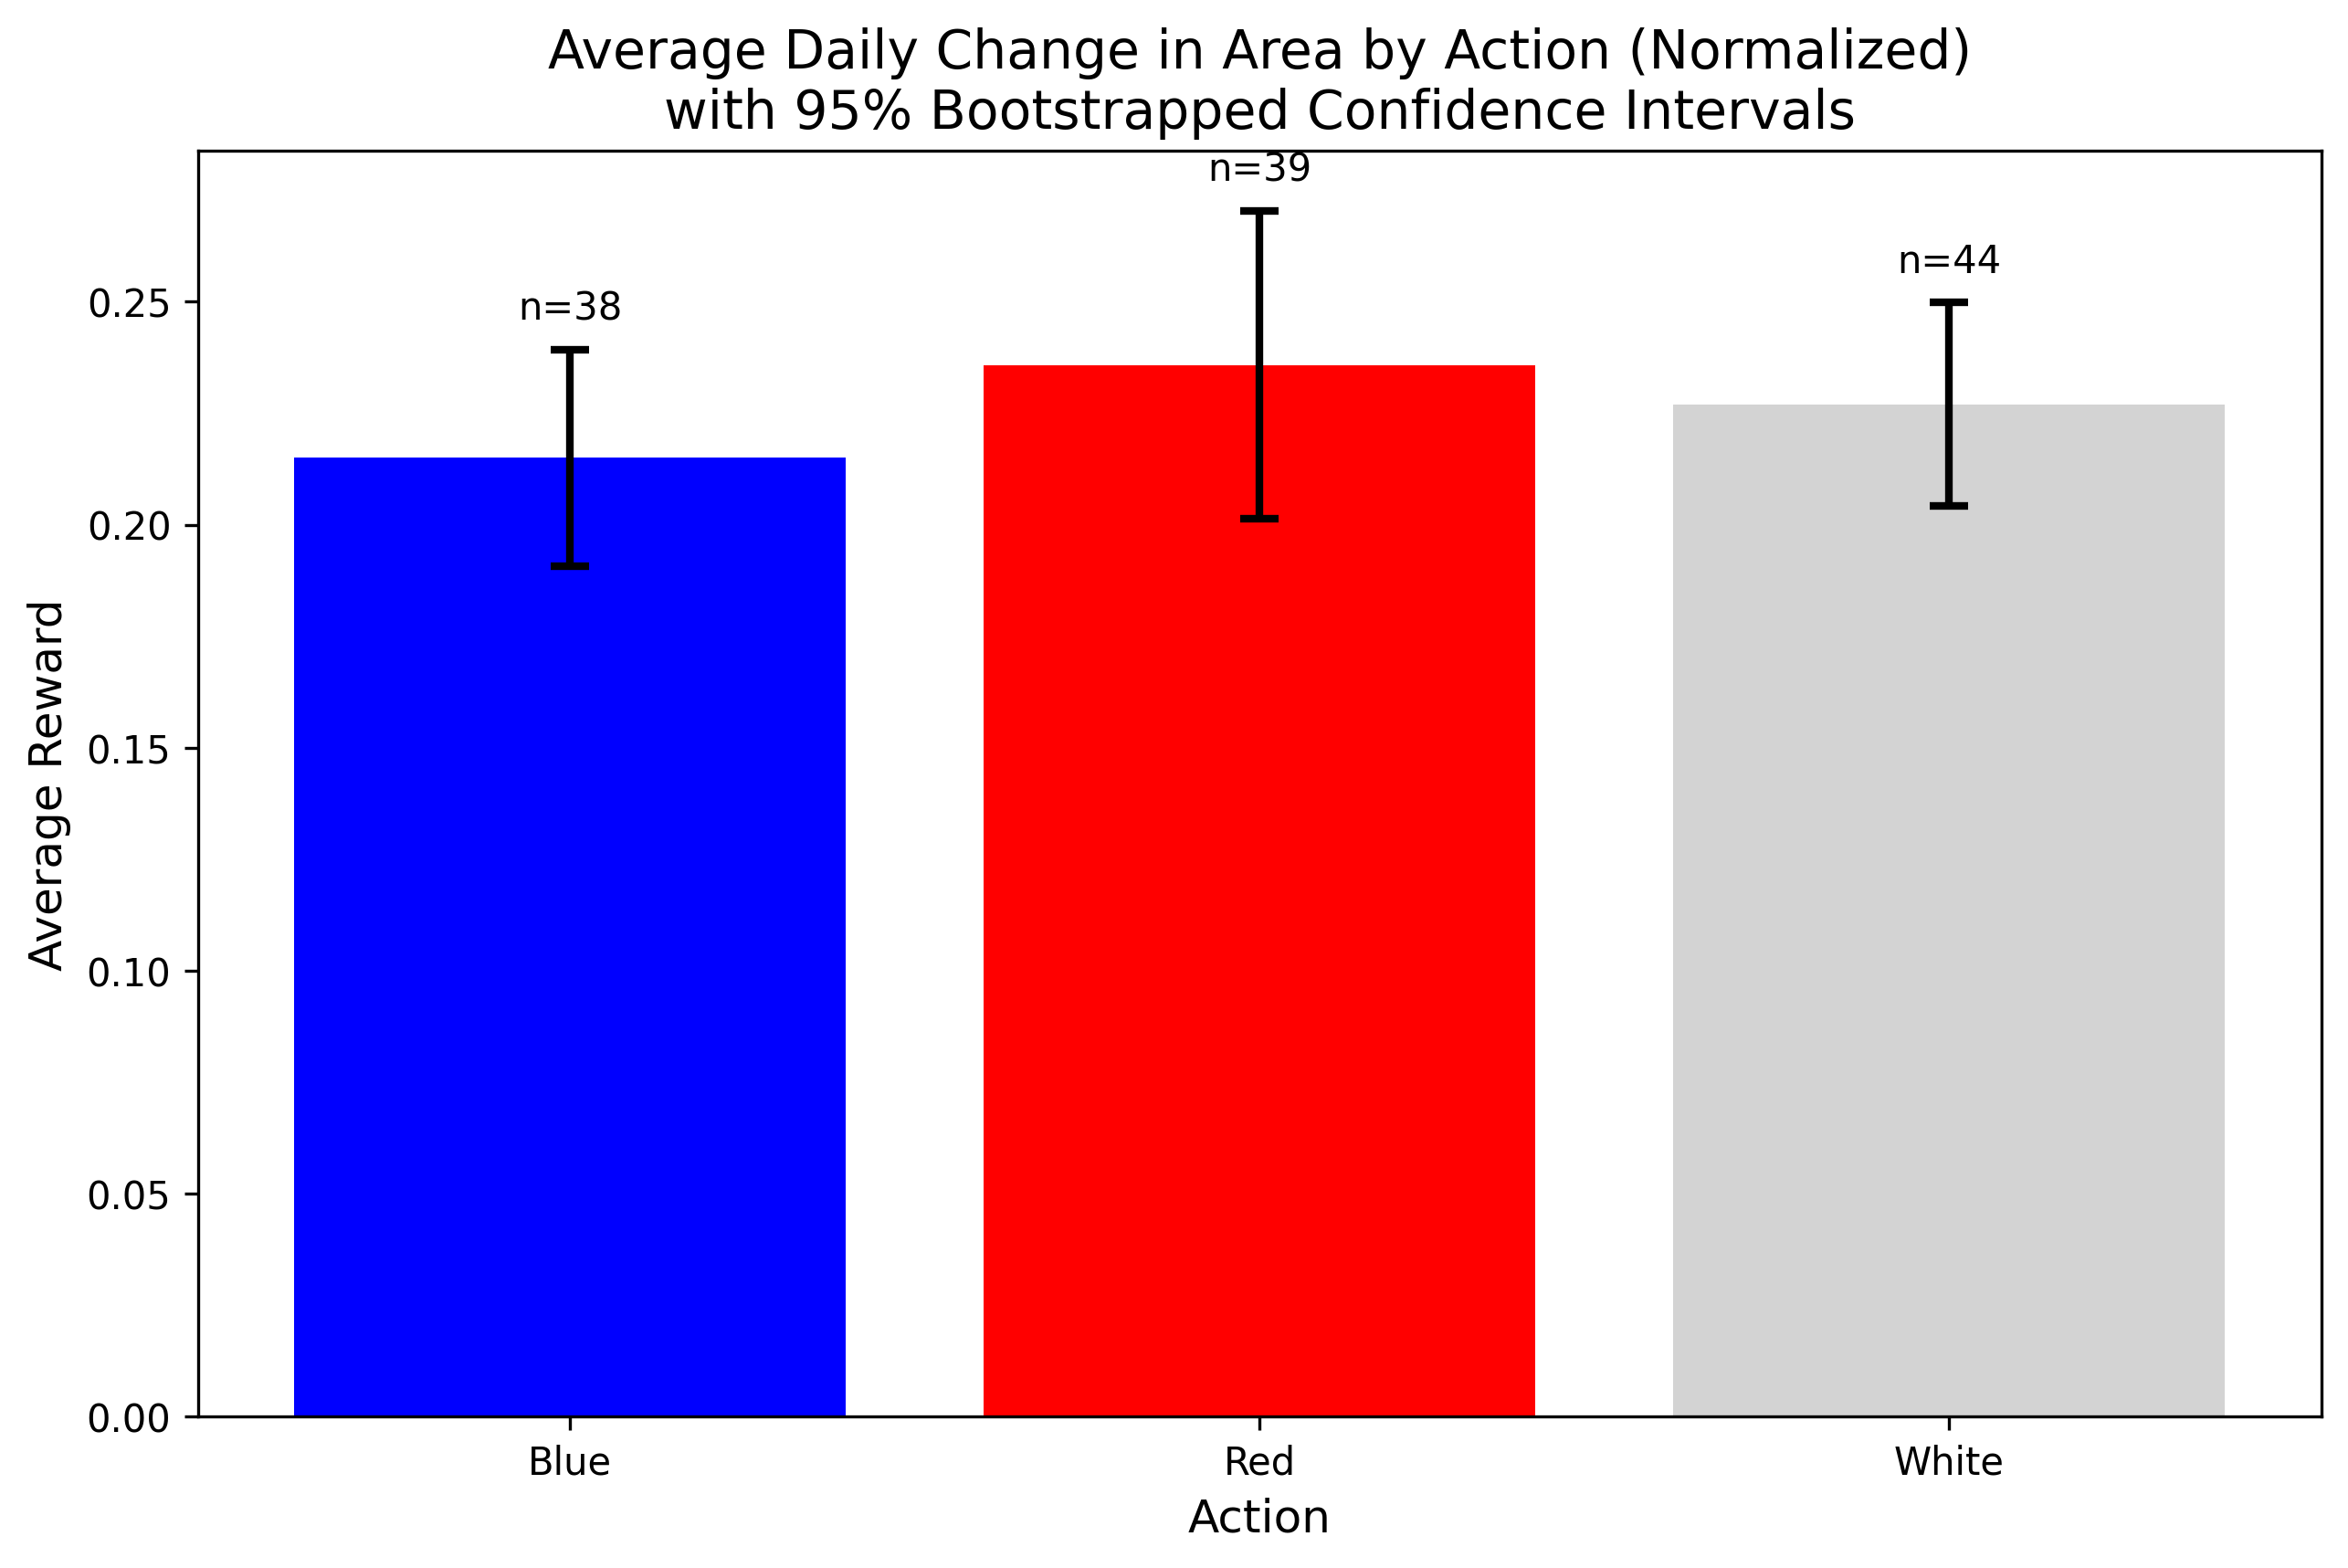 Average Daily Change in Area by Action (Normalized)
with 95% Bootstrapped Confidence Intervals
n=39
n=44
n=38
0.25
0.20
0.15
0.10
0.05
0.00
Average Reward
Blue
Red
White
Action